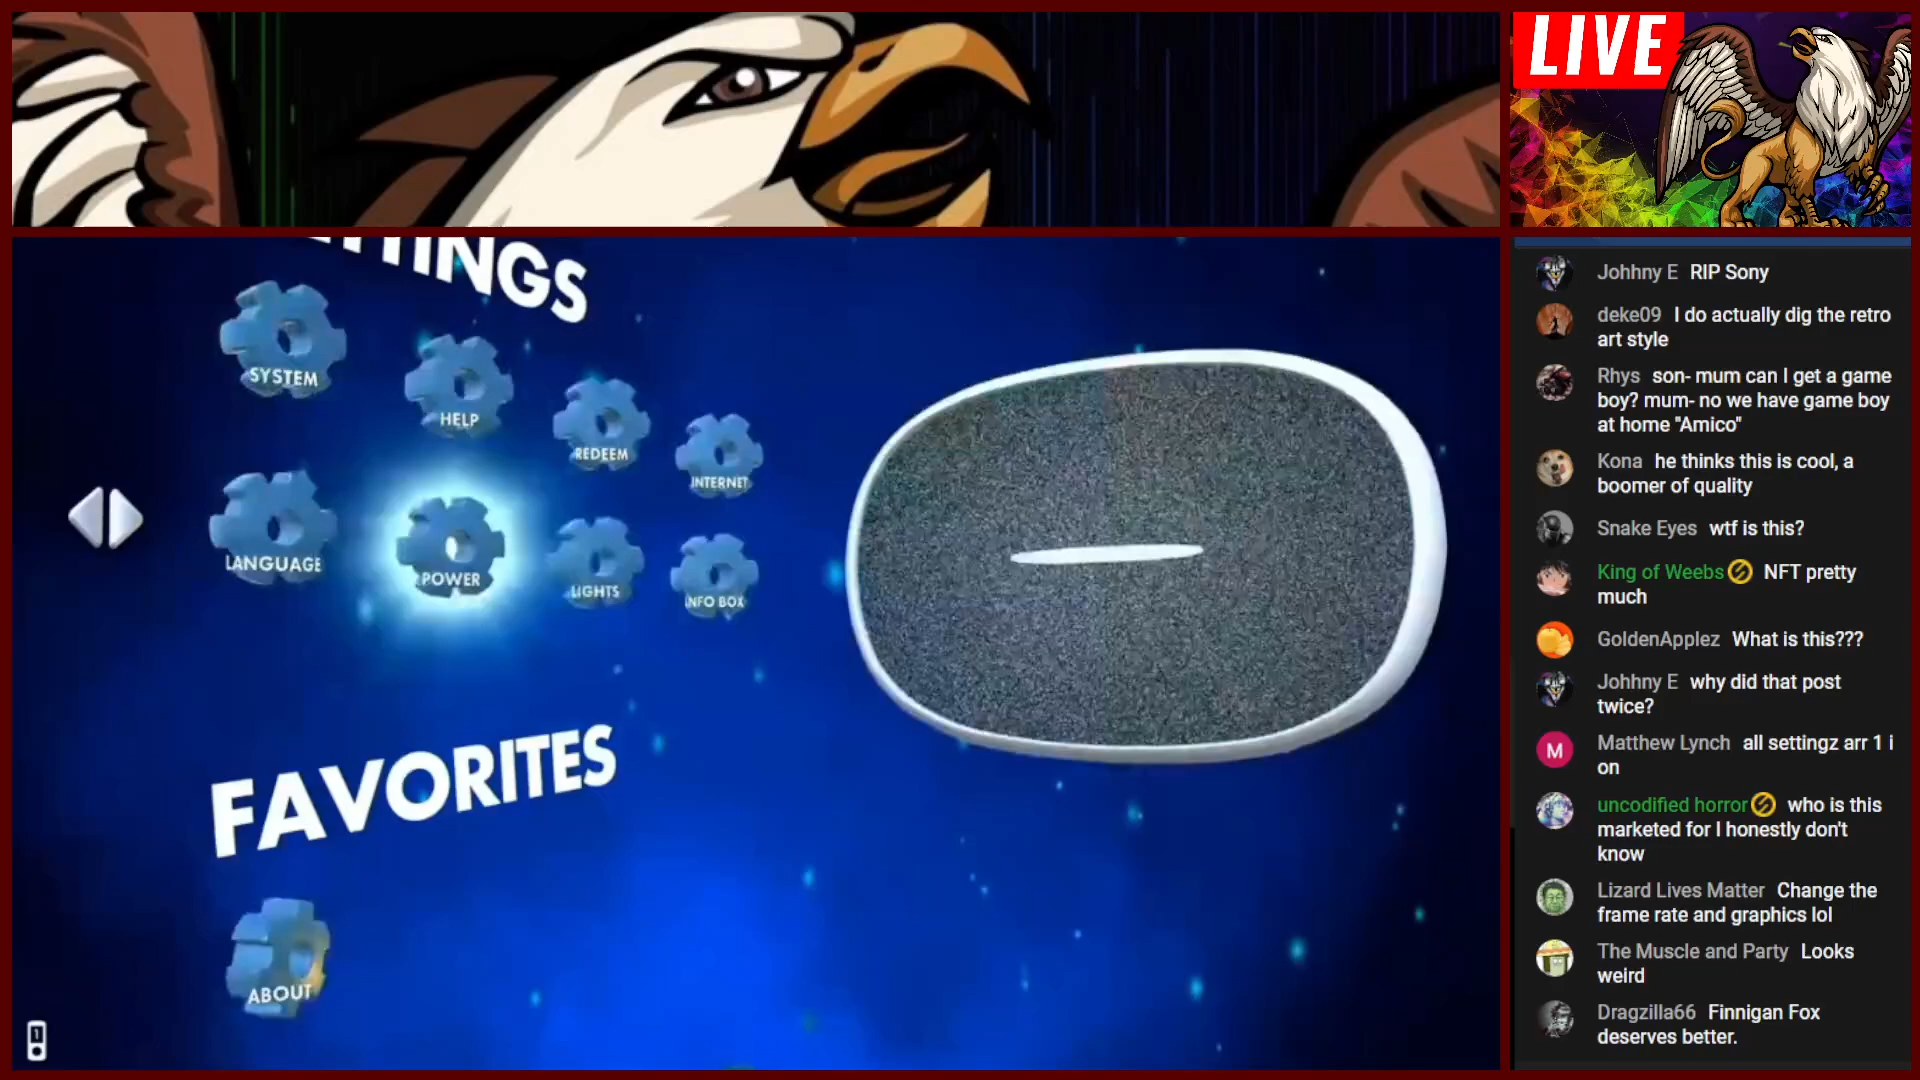 LIVE
TTINGS
SYSTEM
HELP
REDEEM
INTERNET
LANGUAGE
POWER
LIGHTS
INFO BOX
FAVORITES
ABOUT
1
Johhny E RIP Sony
deke09 I do actually dig the retro
art style
Rhys son- mum can I get a game
boy? mum- no we have game boy
at home "Amico"
Kona he thinks this is cool, a
boomer of quality
Snake Eyes wtf is this?
King of Weebs NFT pretty
much
GoldenApplez What is this???
Johhny E why did that post
twice?
M
Matthew Lynch all settingz arr 1 i
on
uncodified horror who is this
marketed for I honestly don't
know
Lizard Lives Matter Change the
frame rate and graphics lol
The Muscle and Party Looks
weird
Dragzilla66 Finnigan Fox
deserves better.